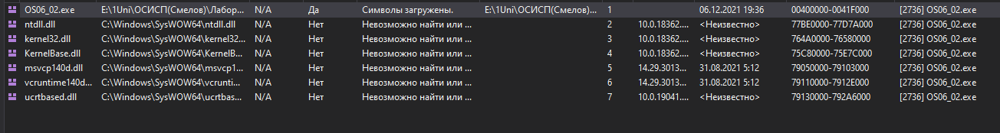 OS06_02.exe E:\1Uni\ОСИСП(Смелов)\Лабор... N/A Да Символы загружены. E:\1Uni\ОСИСП(Смелов)... 1 06.12.2021 19:36 00400000-0041F000 [2736] OS06_02.exe
ntdll.dll C:\Windows\SysWOW64\ntdll.dll N/A Нет Невозможно найти или ... 2 10.0.18362.... <Неизвестно> 77BE0000-77D7A000 [2736] OS06_02.exe
kernel32.dll C:\Windows\SysWOW64\kernel32... N/A Нет Невозможно найти или ... 3 10.0.18362.... <Неизвестно> 764A0000-76580000 [2736] OS06_02.exe
KernelBase.dll C:\Windows\SysWOW64\KernelB... N/A Нет Невозможно найти или ... 4 10.0.18362.... <Неизвестно> 75C80000-75E7C000 [2736] OS06_02.exe
msvcp140d.dll C:\Windows\SysWOW64\msvcp1... N/A Нет Невозможно найти или ... 5 14.29.3013... 31.08.2021 5:12 79050000-79103000 [2736] OS06_02.exe
vcruntime140d... C:\Windows\SysWOW64\vcrunti... N/A Нет Невозможно найти или ... 6 14.29.3013... 31.08.2021 5:12 79110000-7912E000 [2736] OS06_02.exe
ucrtbased.dll C:\Windows\SysWOW64\ucrtbas... N/A Нет Невозможно найти или ... 7 10.0.19041.... <Неизвестно> 79130000-792A6000 [2736] OS06_02.exe